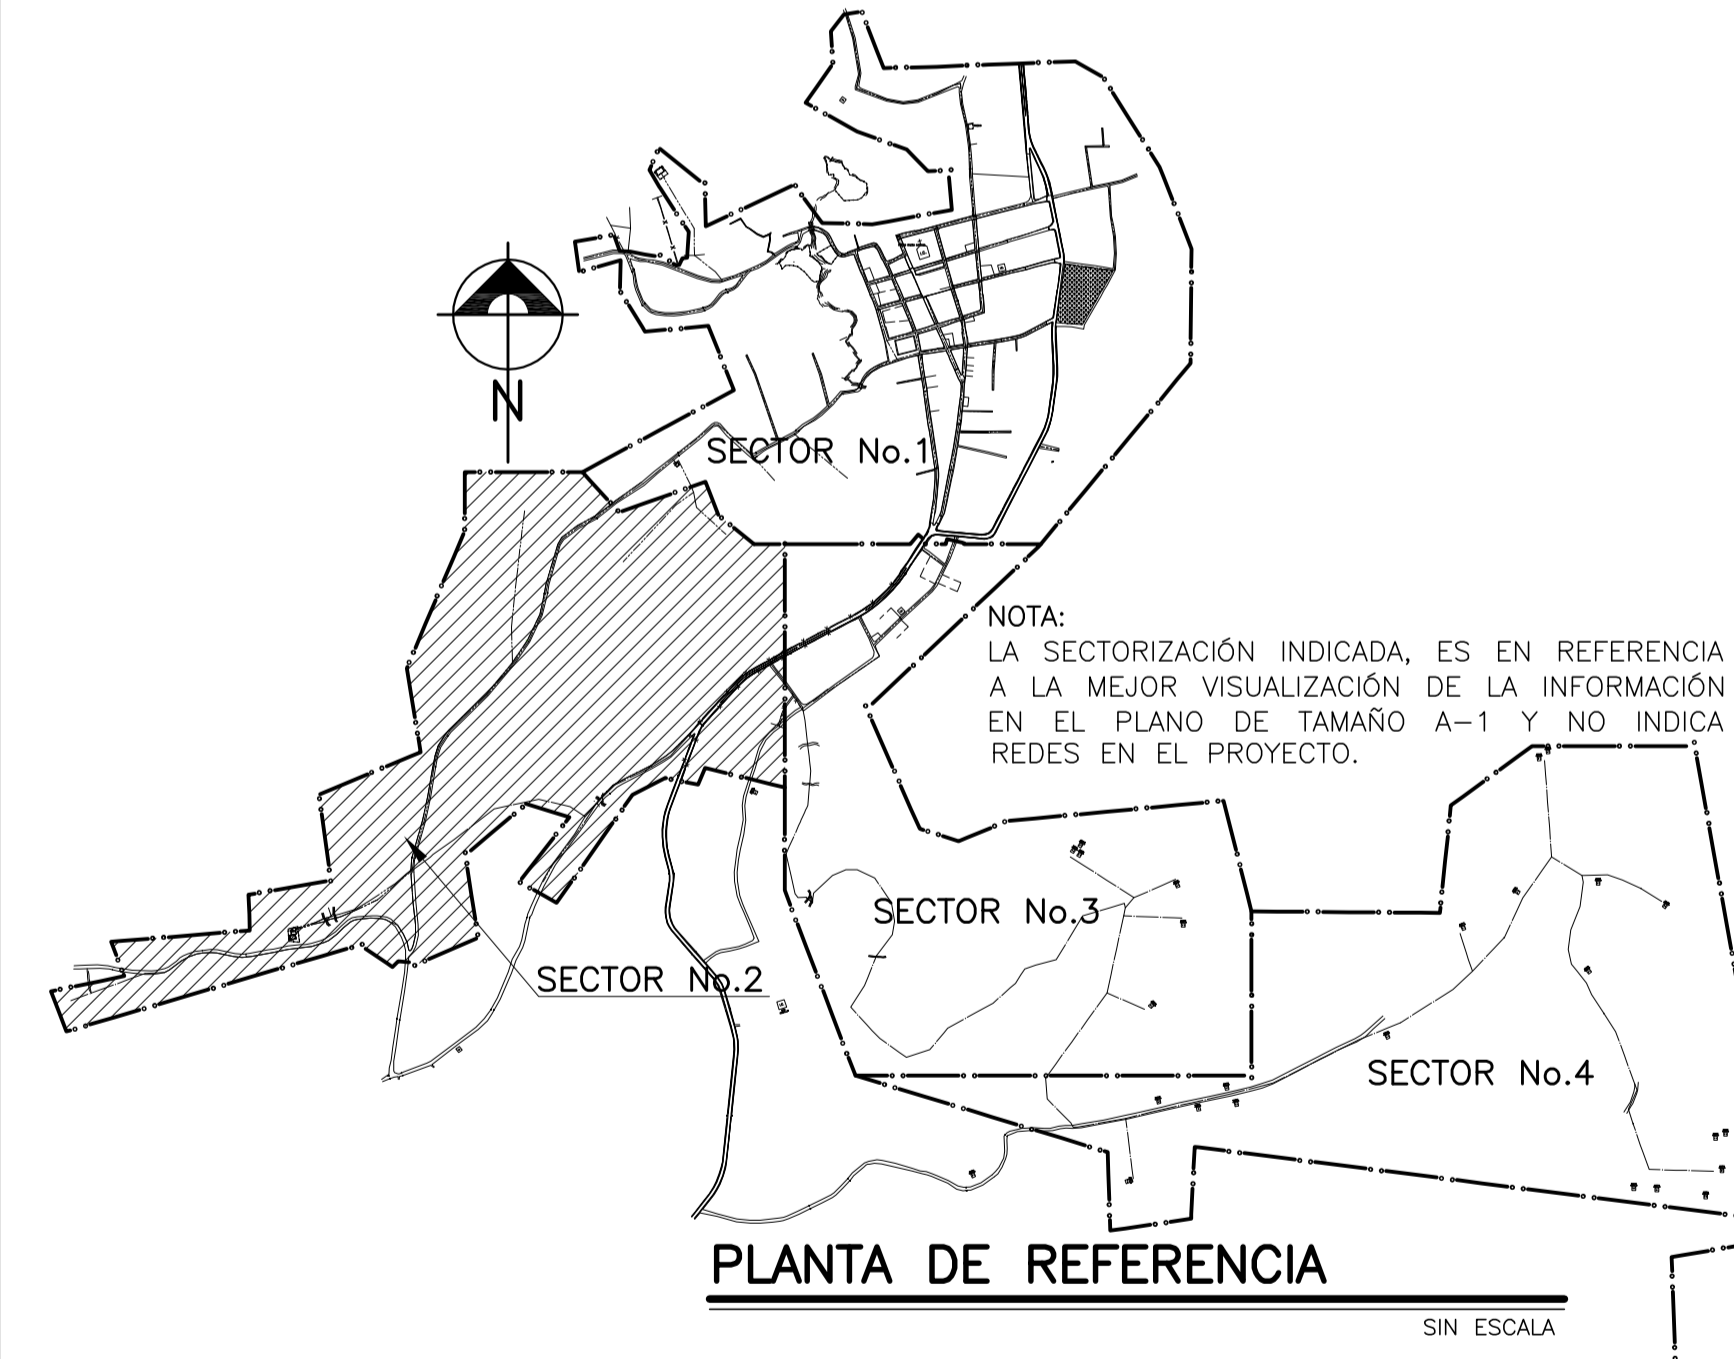 N
SECTOR No.1
NOTA:
LA SECTORIZACIÓN INDICADA, ES EN REFERENCIA
A LA MEJOR VISUALIZACIÓN DE LA INFORMACIÓN
EN EL PLANO DE TAMAÑO A-1 Y NO INDICA
REDES EN EL PROYECTO.
SECTOR No.3
SECTOR No.2
SECTOR No.4
PLANTA DE REFERENCIA
SIN ESCALA